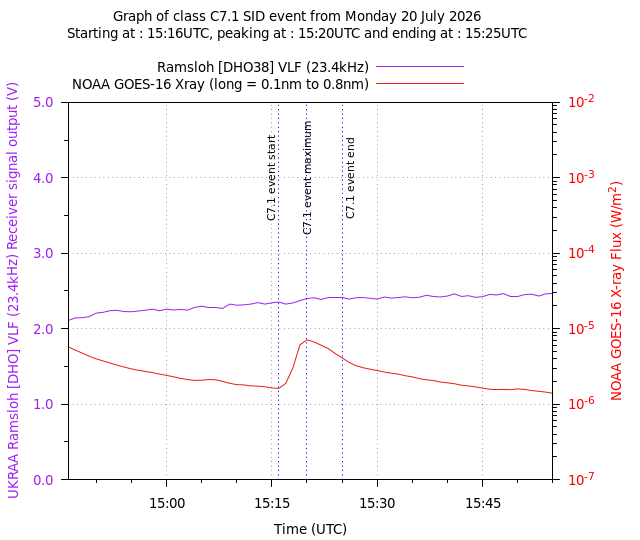 Graph of class C7.1 SID event from Monday 20 July 2026
Starting at : 15:16UTC, peaking at : 15:20UTC and ending at : 15:25UTC
Ramsloh [DHO38] VLF (23.4kHz)
NOAA GOES-16 Xray (long = 0.1nm to 0.8nm)
UKRAA Ramsloh [DHO] VLF (23.4kHz) Receiver signal output (V)
5.0
4.0
3.0
2.0
1.0
0.0
C7.1 event start
C7.1 event maximum
C7.1 event end
10-2
10-3
10-4
10-5
10-6
10-7
NOAA GOES-16 X-ray Flux (W/m2)
15:00
15:15
15:30
15:45
Time (UTC)